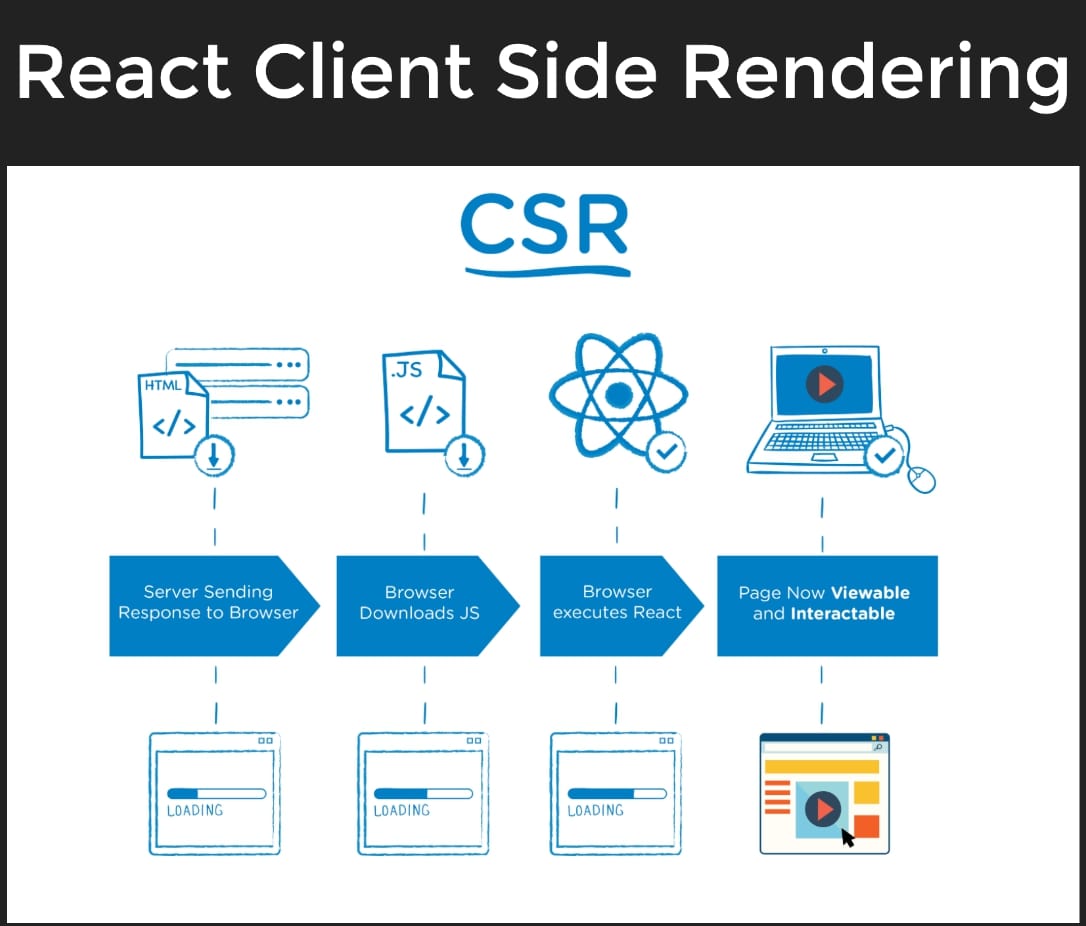 React Client Side Rendering
CSR
HTML
</>
.JS
</>
Server Sending
Response to Browser
Browser
Downloads JS
Browser
executes React
Page Now Viewable
and Interactable
LOADING
LOADING
LOADING